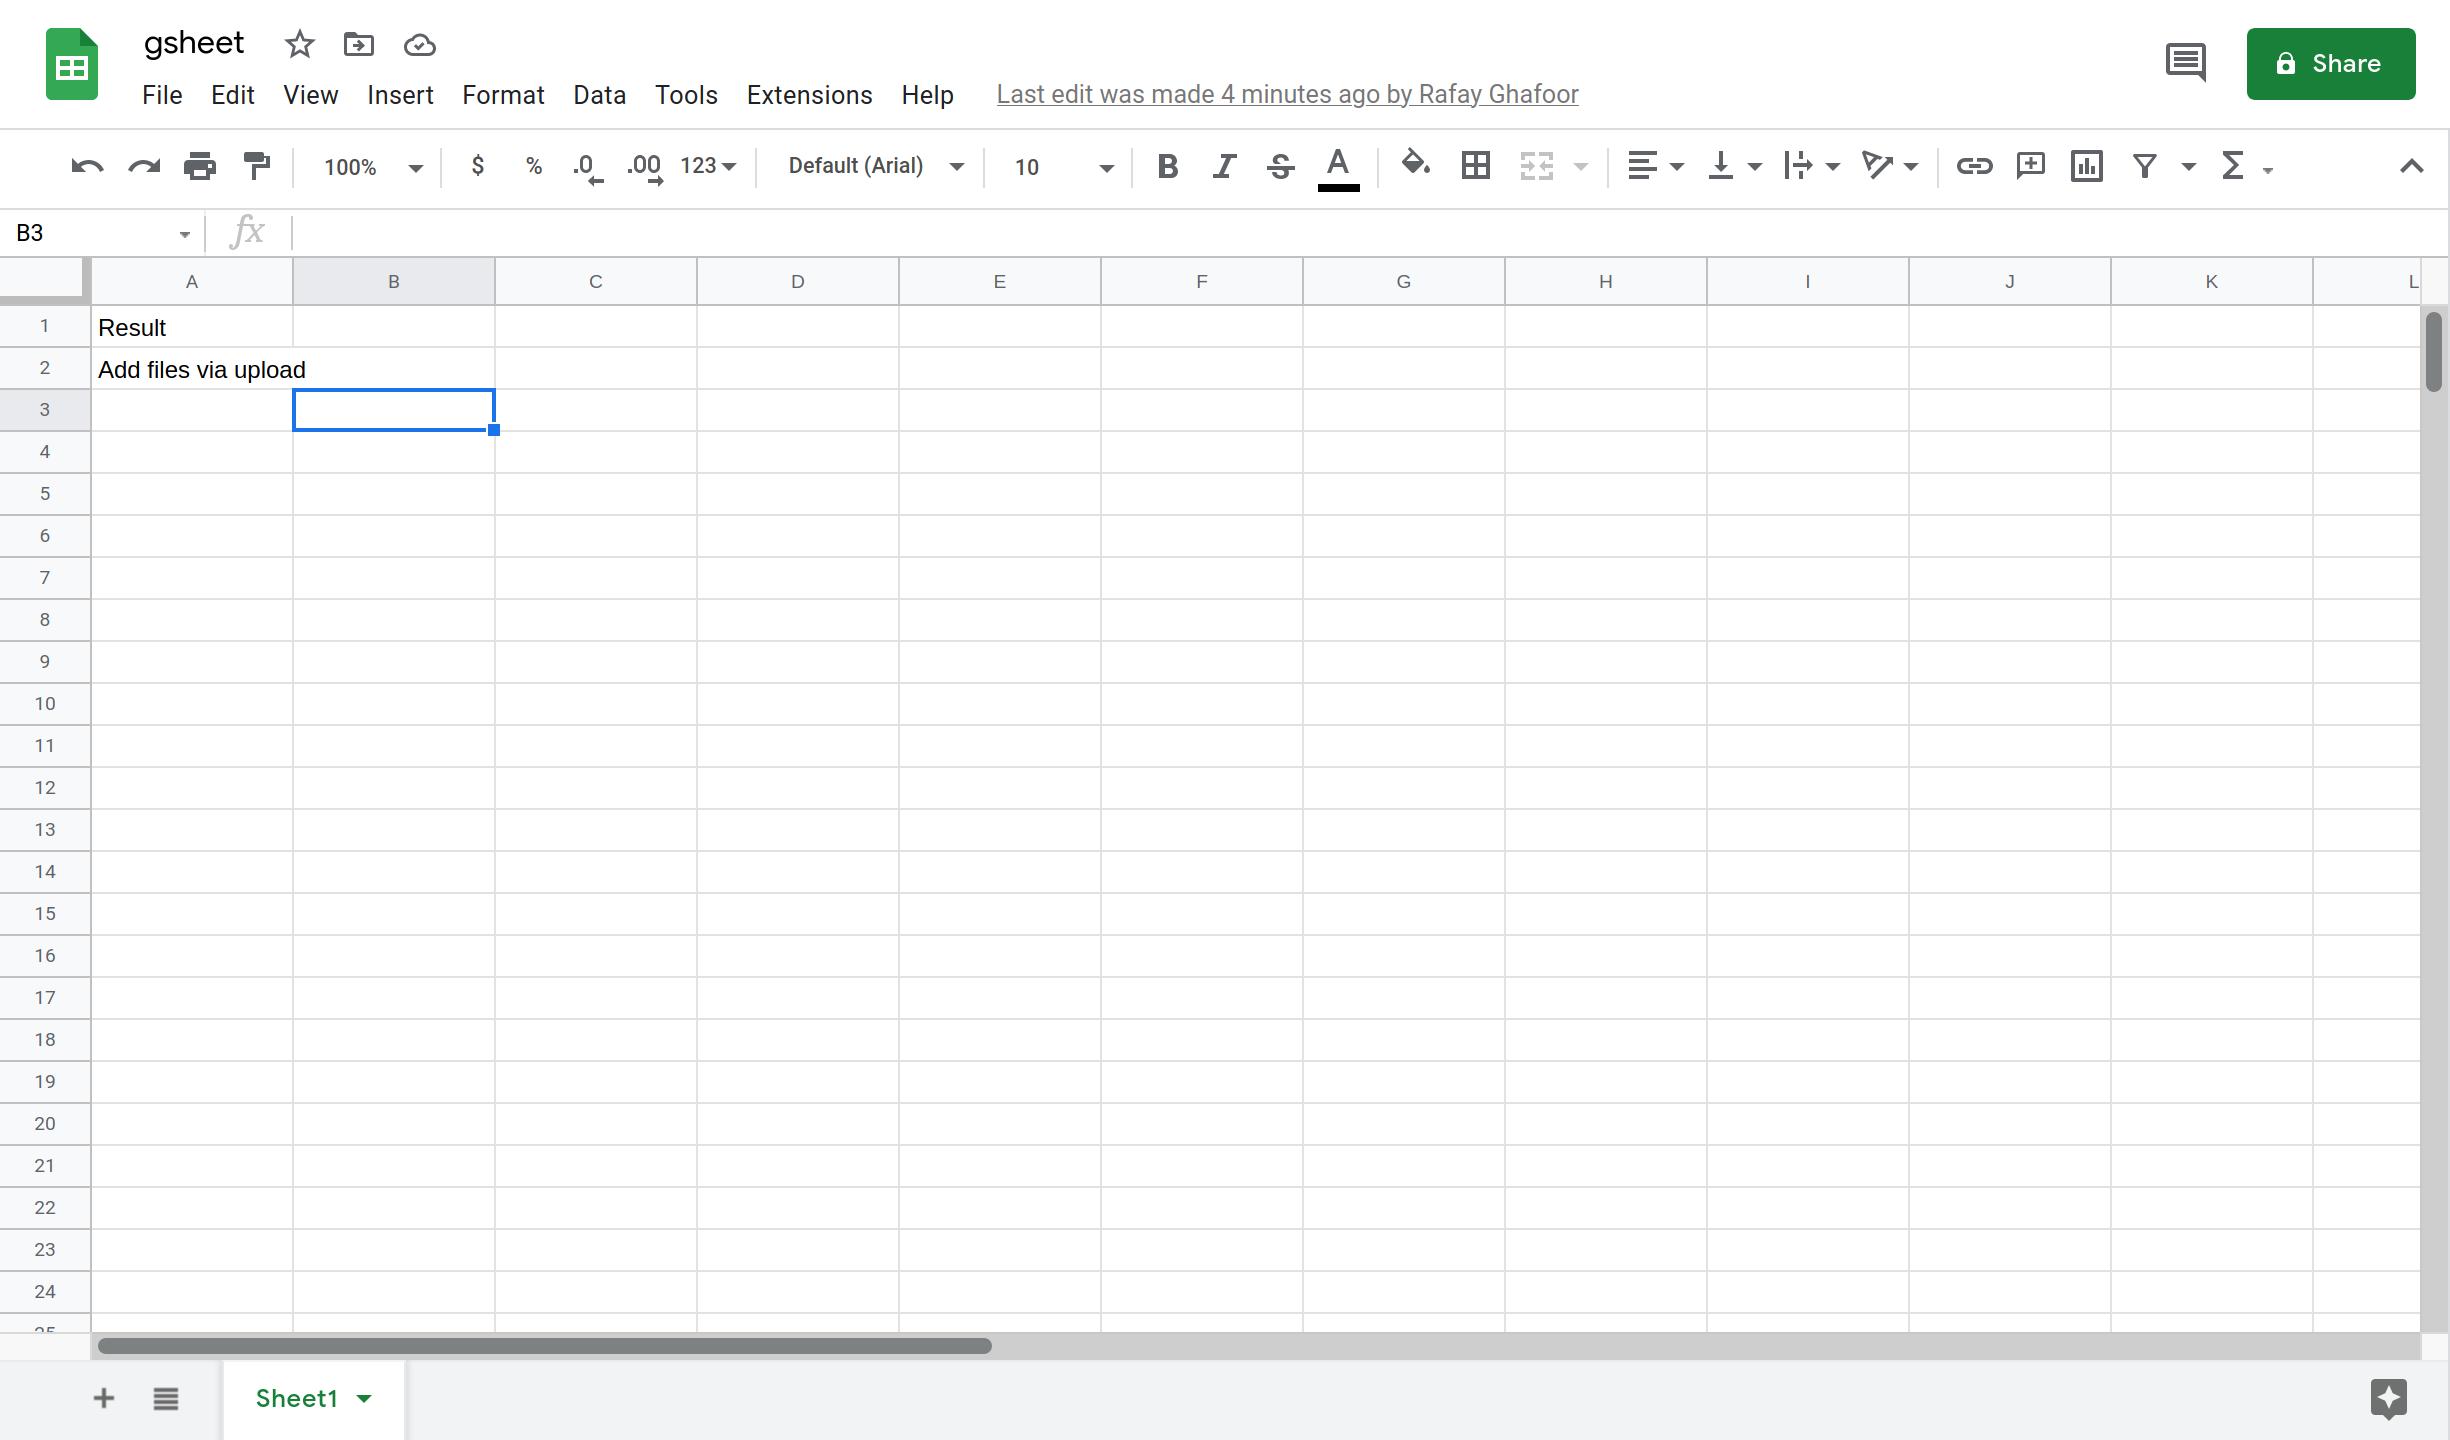 gsheet
File Edit View Insert Format Data Tools Extensions Help Last edit was made 4 minutes ago by Rafay Ghafoor
Share
100% $ % .0 .00 123 Default (Arial) 10 B I S A Σ
B3 fx
A B C D E F G H I J K L
1 Result
2 Add files via upload
3
4
5
6
7
8
9
10
11
12
13
14
15
16
17
18
19
20
21
22
23
24
25
Sheet1